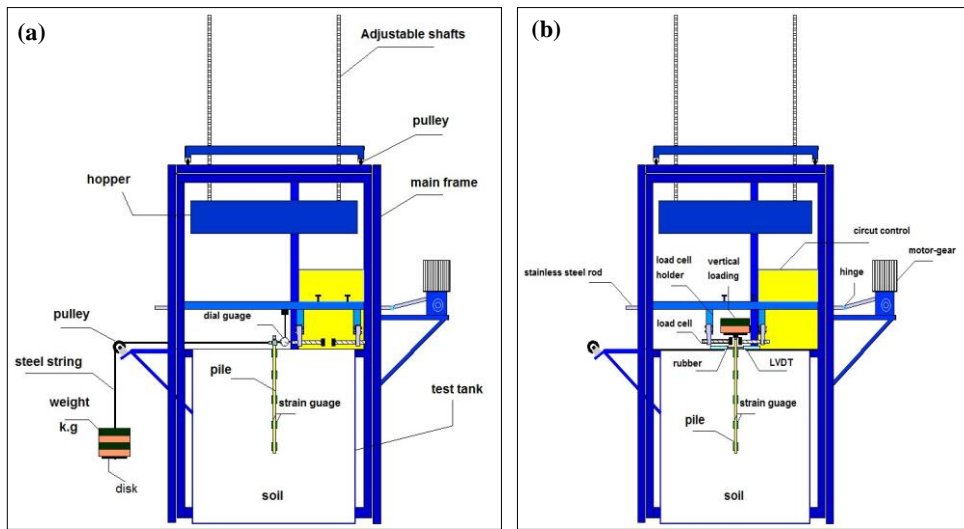 (a)
Adjustable shafts
pulley
hopper
main frame
dial guage
pulley
steel string
pile
test tank
weight
k.g
strain guage
disk
soil
(b)
circut control
load cell
holder
vertical
loading
motor-gear
stainless steel rod
hinge
load cell
rubber
LVDT
strain guage
pile
soil